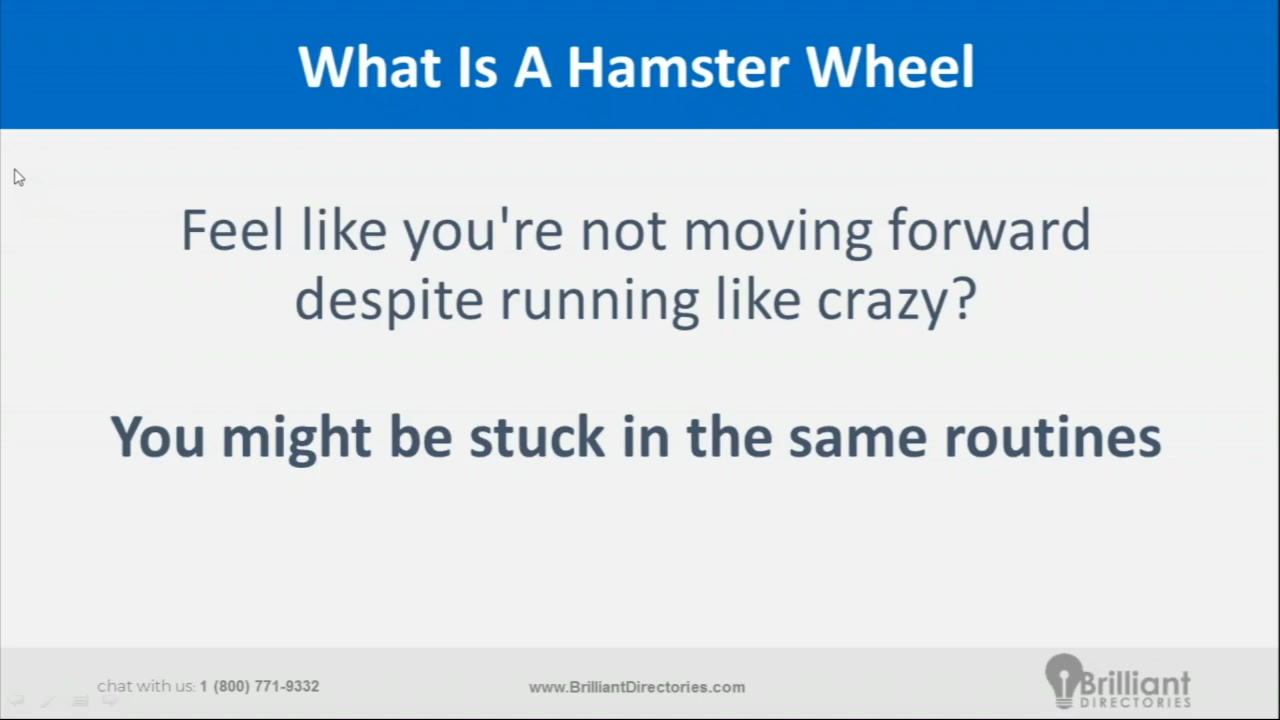 What Is A Hamster Wheel
Feel like you're not moving forward
despite running like crazy?
You might be stuck in the same routines
chat with us: 1 (800) 771-9332
www.BrilliantDirectories.com
Brilliant
DIRECTORIES